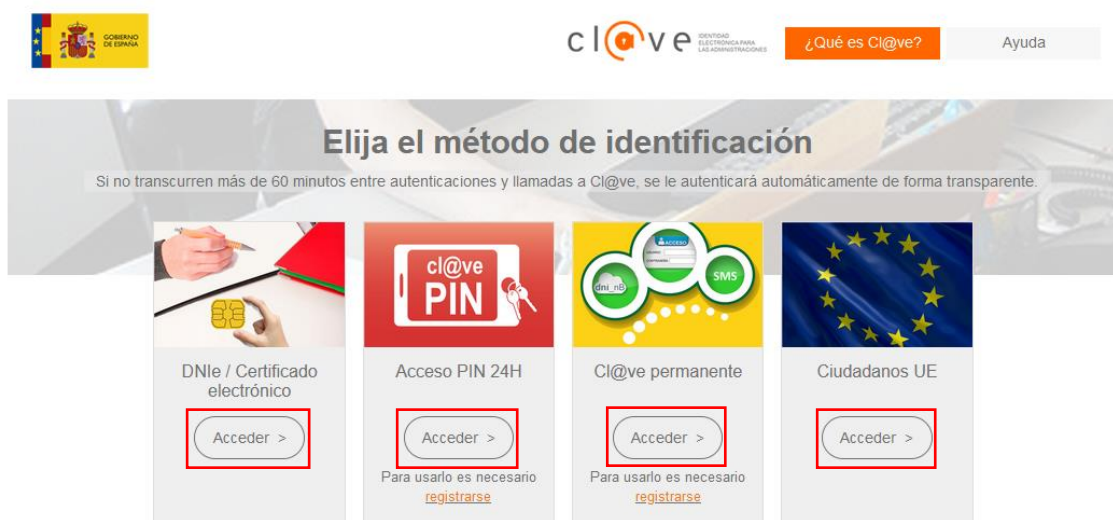 GOBIERNO
DE ESPAÑA
cl@ve
IDENTIDAD
ELECTRÓNICA PARA
LAS ADMINISTRACIONES
¿Qué es Cl@ve?
Ayuda
Elija el método de identificación
Si no transcurren más de 60 minutos entre autenticaciones y llamadas a Cl@ve, se le autenticará automáticamente de forma transparente.
cl@ve
PIN
ACCESO
SMS
dni_nB
DNIe / Certificado
electrónico
Acceso PIN 24H
Cl@ve permanente
Ciudadanos UE
Acceder >
Acceder >
Acceder >
Acceder >
Para usarlo es necesario
registrarse
Para usarlo es necesario
registrarse